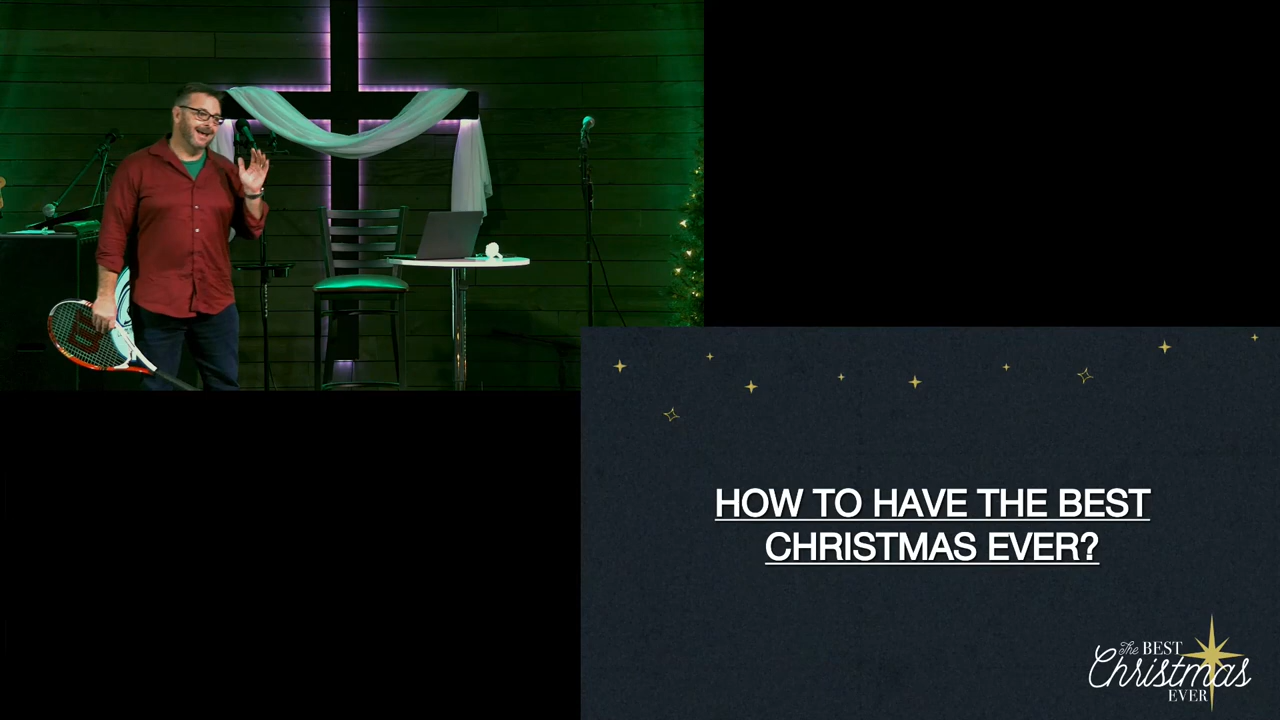 HOW TO HAVE THE BEST
CHRISTMAS EVER?
The BEST
Christmas
EVER